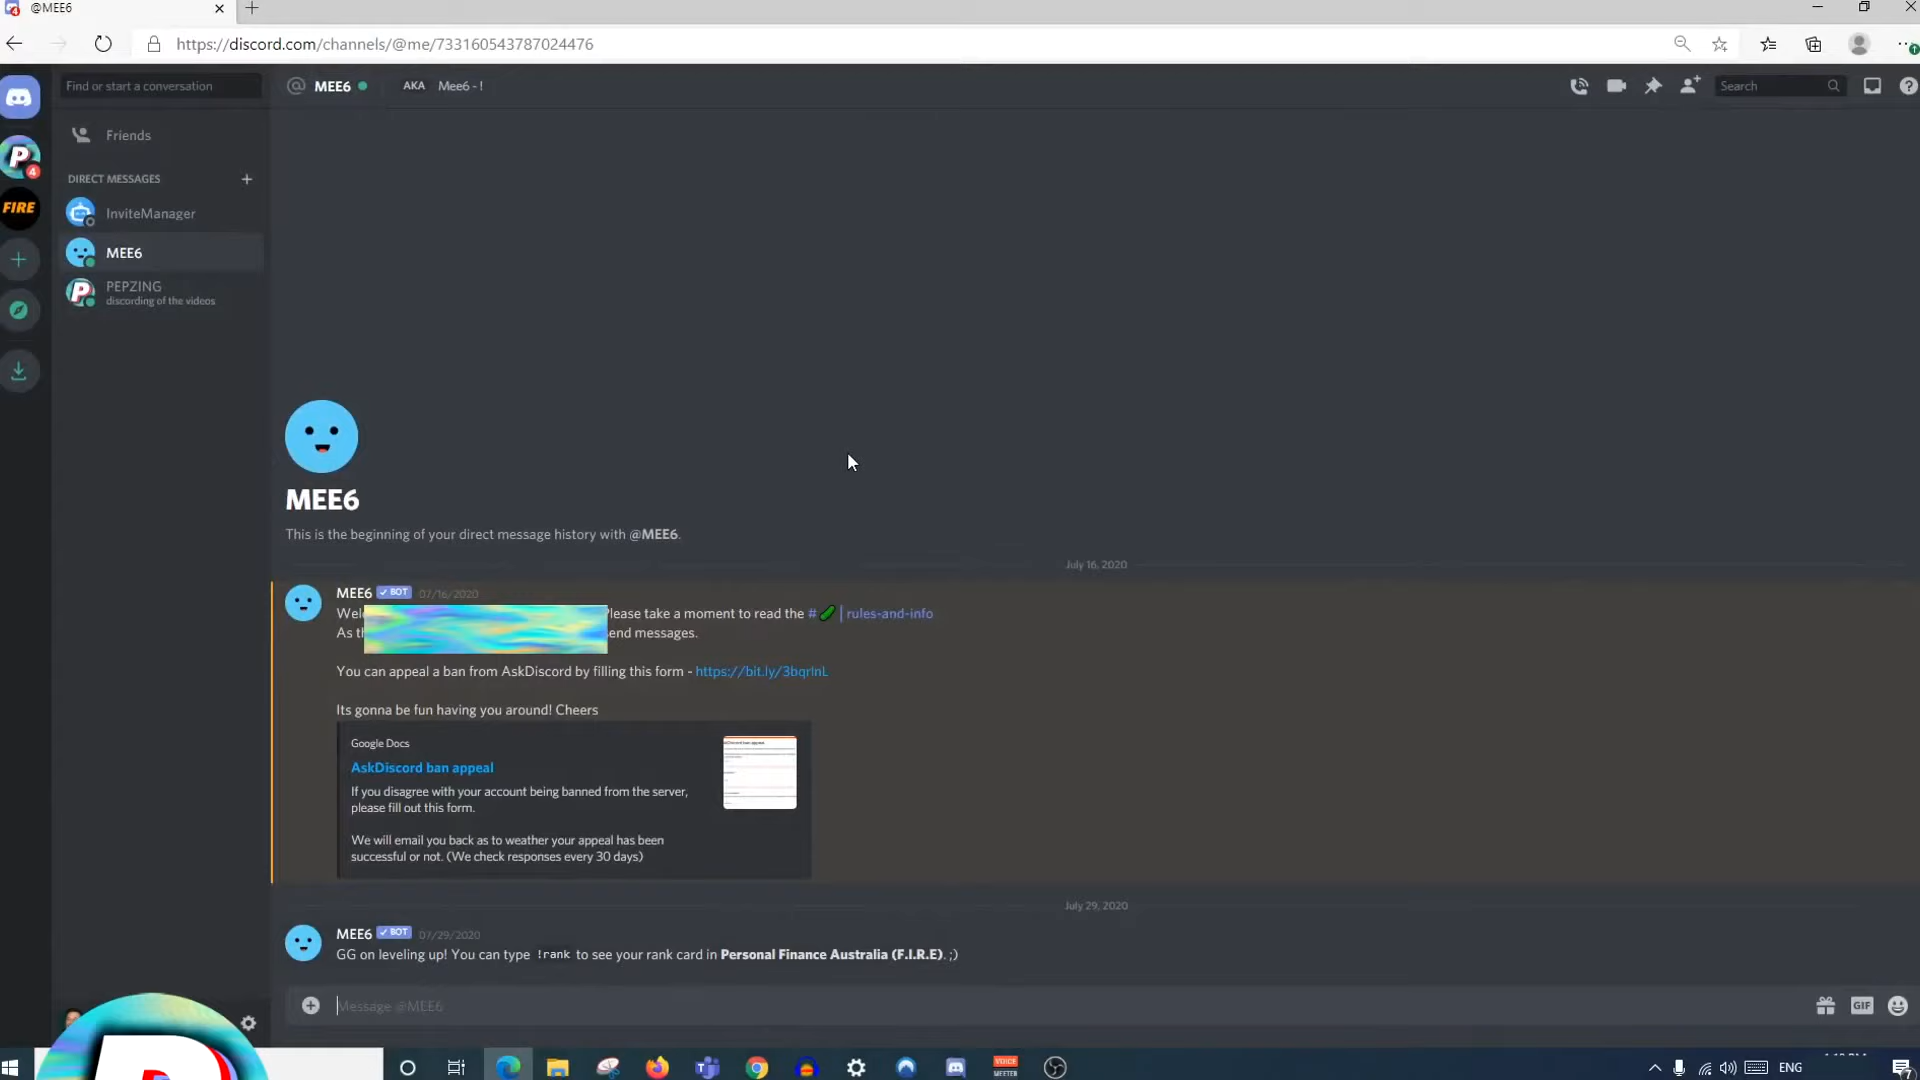 @MEE6
https://discord.com/channels/@me/733160543787024476
Find or start a conversation
MEE6
AKA Mee6 - !
Search
Friends
DIRECT MESSAGES
P
4
FIRE
InviteManager
MEE6
PEPZING
discording of the videos
MEE6
This is the beginning of your direct message history with @MEE6.
July 16, 2020
MEE6 ✓ BOT 07/16/2020
Please take a moment to read the # | rules-and-info
As send messages.
You can appeal a ban from AskDiscord by filling this form -
Its gonna be fun having you around! Cheers
Google Docs
AskDiscord ban appeal
If you disagree with your account being banned from the server,
please fill out this form.
We will email you back as to weather your appeal has been
successful or not. (We check responses every 30 days)
July 29, 2020
MEE6 ✓ BOT 07/29/2020
GG on leveling up! You can type !rank to see your rank card in Personal Finance Australia (F.I.R.E). ;)
Message @MEE6
GIF
VOICE
MEETER
ENG
7